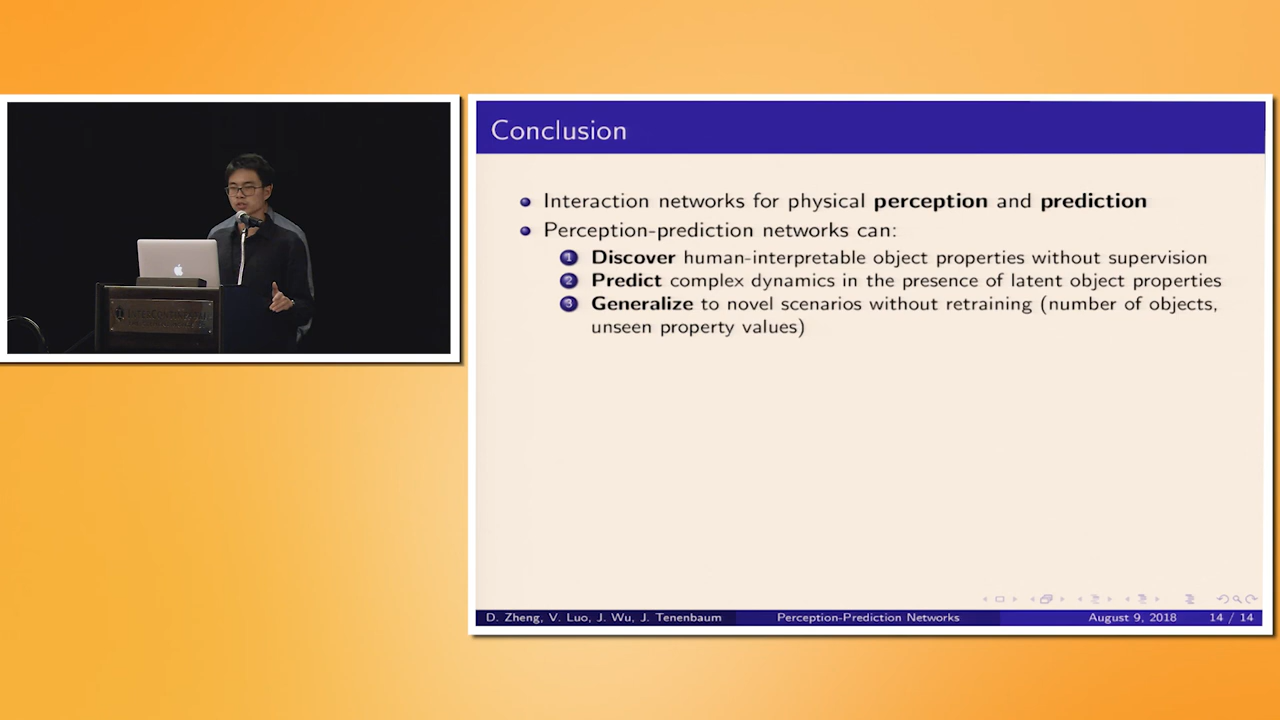 Conclusion
Interaction networks for physical perception and prediction
Perception-prediction networks can:
1 Discover human-interpretable object properties without supervision
2 Predict complex dynamics in the presence of latent object properties
3 Generalize to novel scenarios without retraining (number of objects,
unseen property values)
D. Zheng, V. Luo, J. Wu, J. Tenenbaum Perception-Prediction Networks August 9, 2018 14 / 14